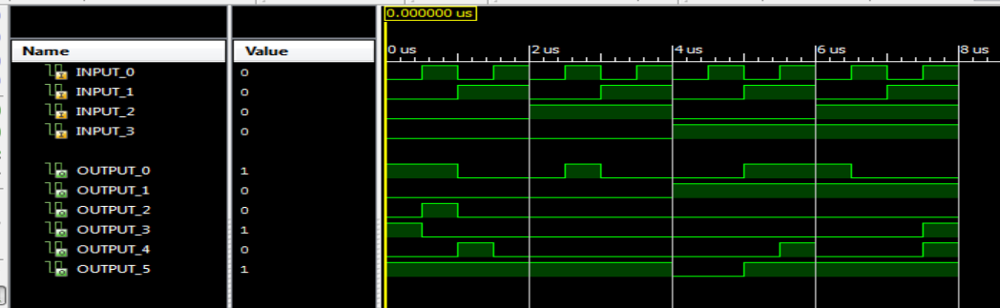 0.000000 us
Name Value
0 us 2 us 4 us 6 us 8 us
INPUT_0 0
INPUT_1 0
INPUT_2 0
INPUT_3 0
OUTPUT_0 1
OUTPUT_1 0
OUTPUT_2 0
OUTPUT_3 1
OUTPUT_4 0
OUTPUT_5 1